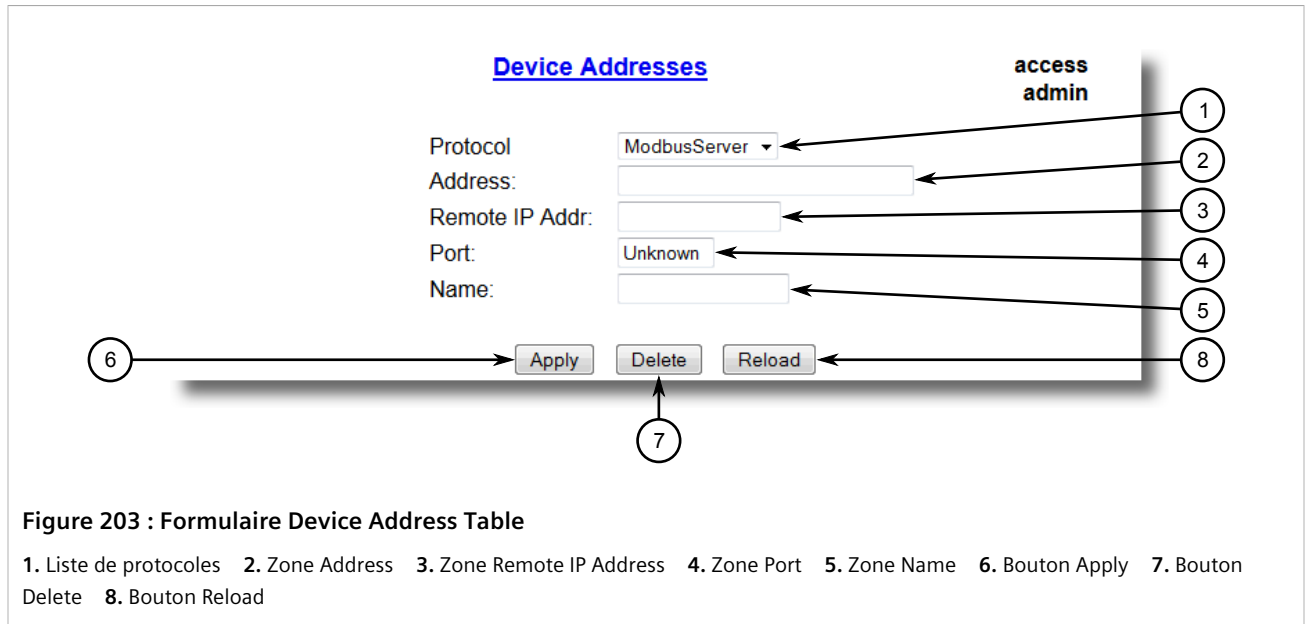 Device Addresses
access
admin
1
Protocol
ModbusServer
2
Address:
3
Remote IP Addr:
Port:
Unknown
4
Name:
5
6
Apply
Delete
Reload
8
7
Figure 203 : Formulaire Device Address Table
1. Liste de protocoles 2. Zone Address 3. Zone Remote IP Address 4. Zone Port 5. Zone Name 6. Bouton Apply 7. Bouton
Delete 8. Bouton Reload